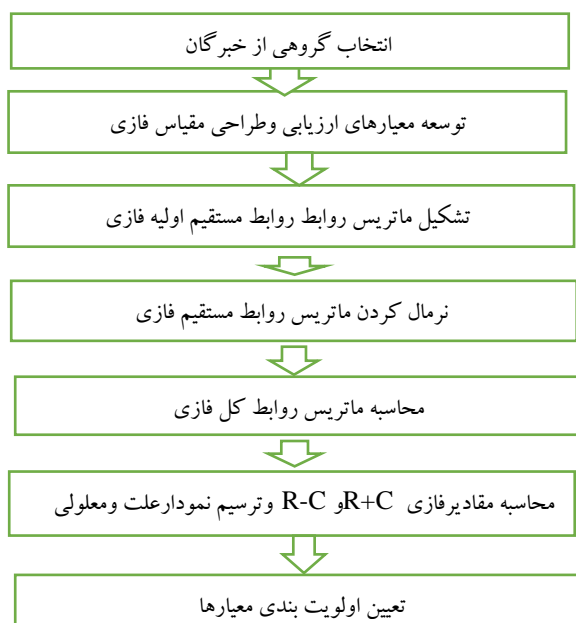 انتخاب گروهی از خبرگان
توسعه معیارهای ارزیابی وطراحی مقیاس فازی
تشکیل ماتریس روابط روابط مستقیم اولیه فازی
نرمال کردن ماتریس روابط مستقیم فازی
محاسبه ماتریس روابط کل فازی
محاسبه مقادیرفازی R+Cو R-C وترسیم نمودارعلت ومعلولی
تعیین اولویت بندی معیارها